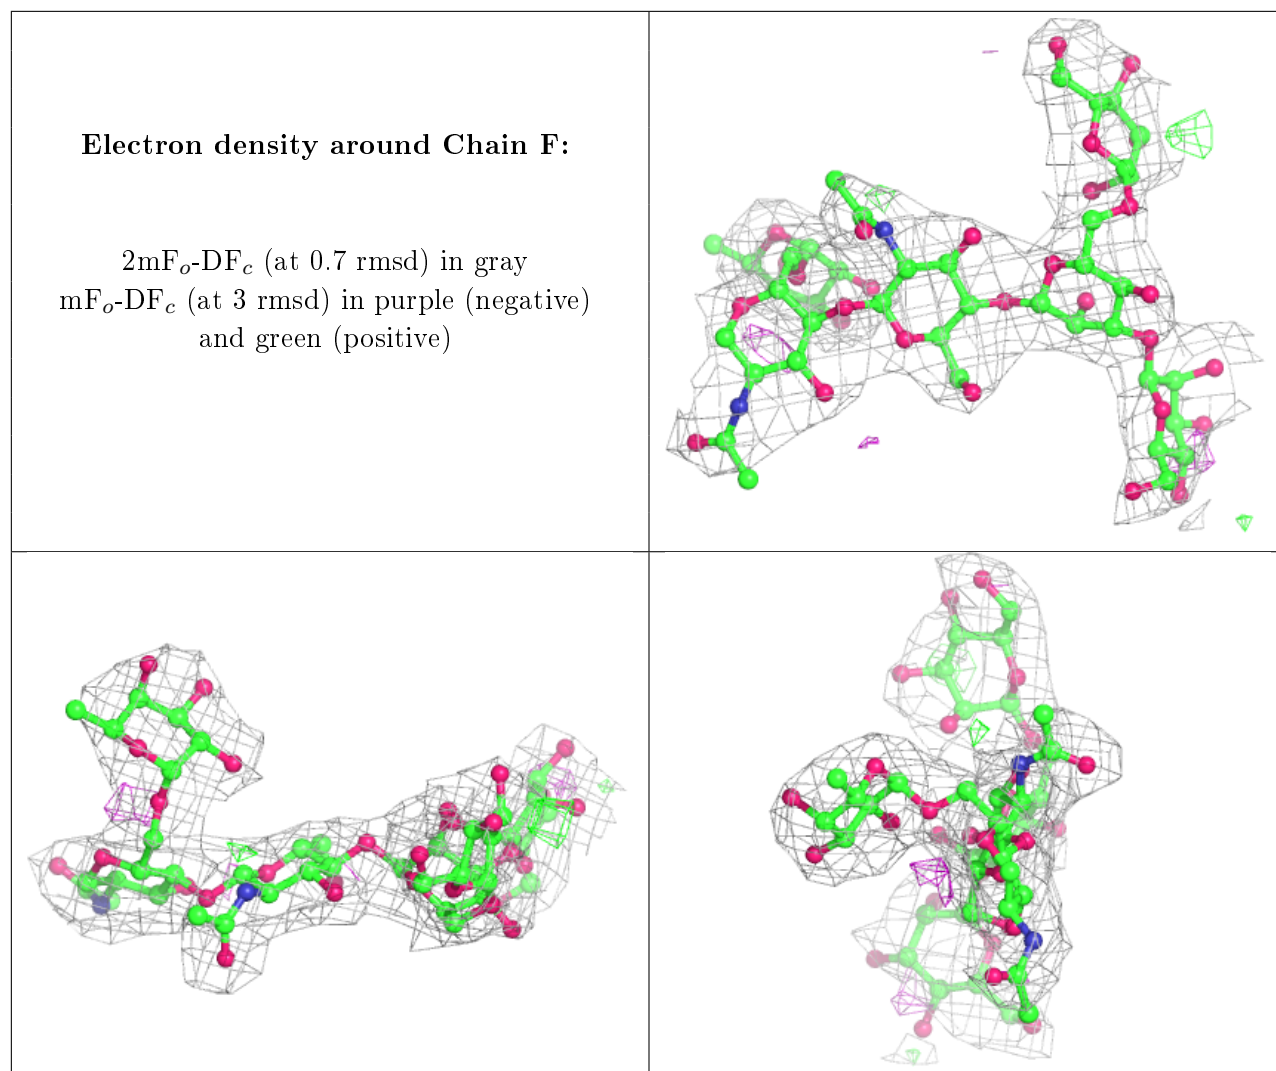 Electron density around Chain F:
2mFₒ-DF𝒸 (at 0.7 rmsd) in gray
mFₒ-DF𝒸 (at 3 rmsd) in purple (negative)
and green (positive)